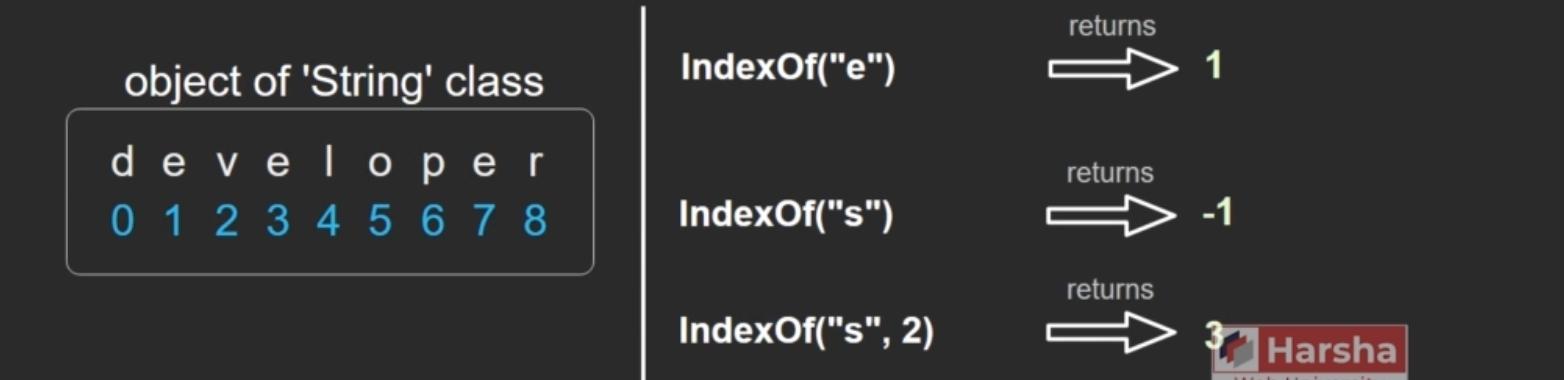 object of 'String' class
d e v e l o p e r
0 1 2 3 4 5 6 7 8
returns
IndexOf("e") 1
returns
IndexOf("s") -1
returns
IndexOf("s", 2) 3
Harsha